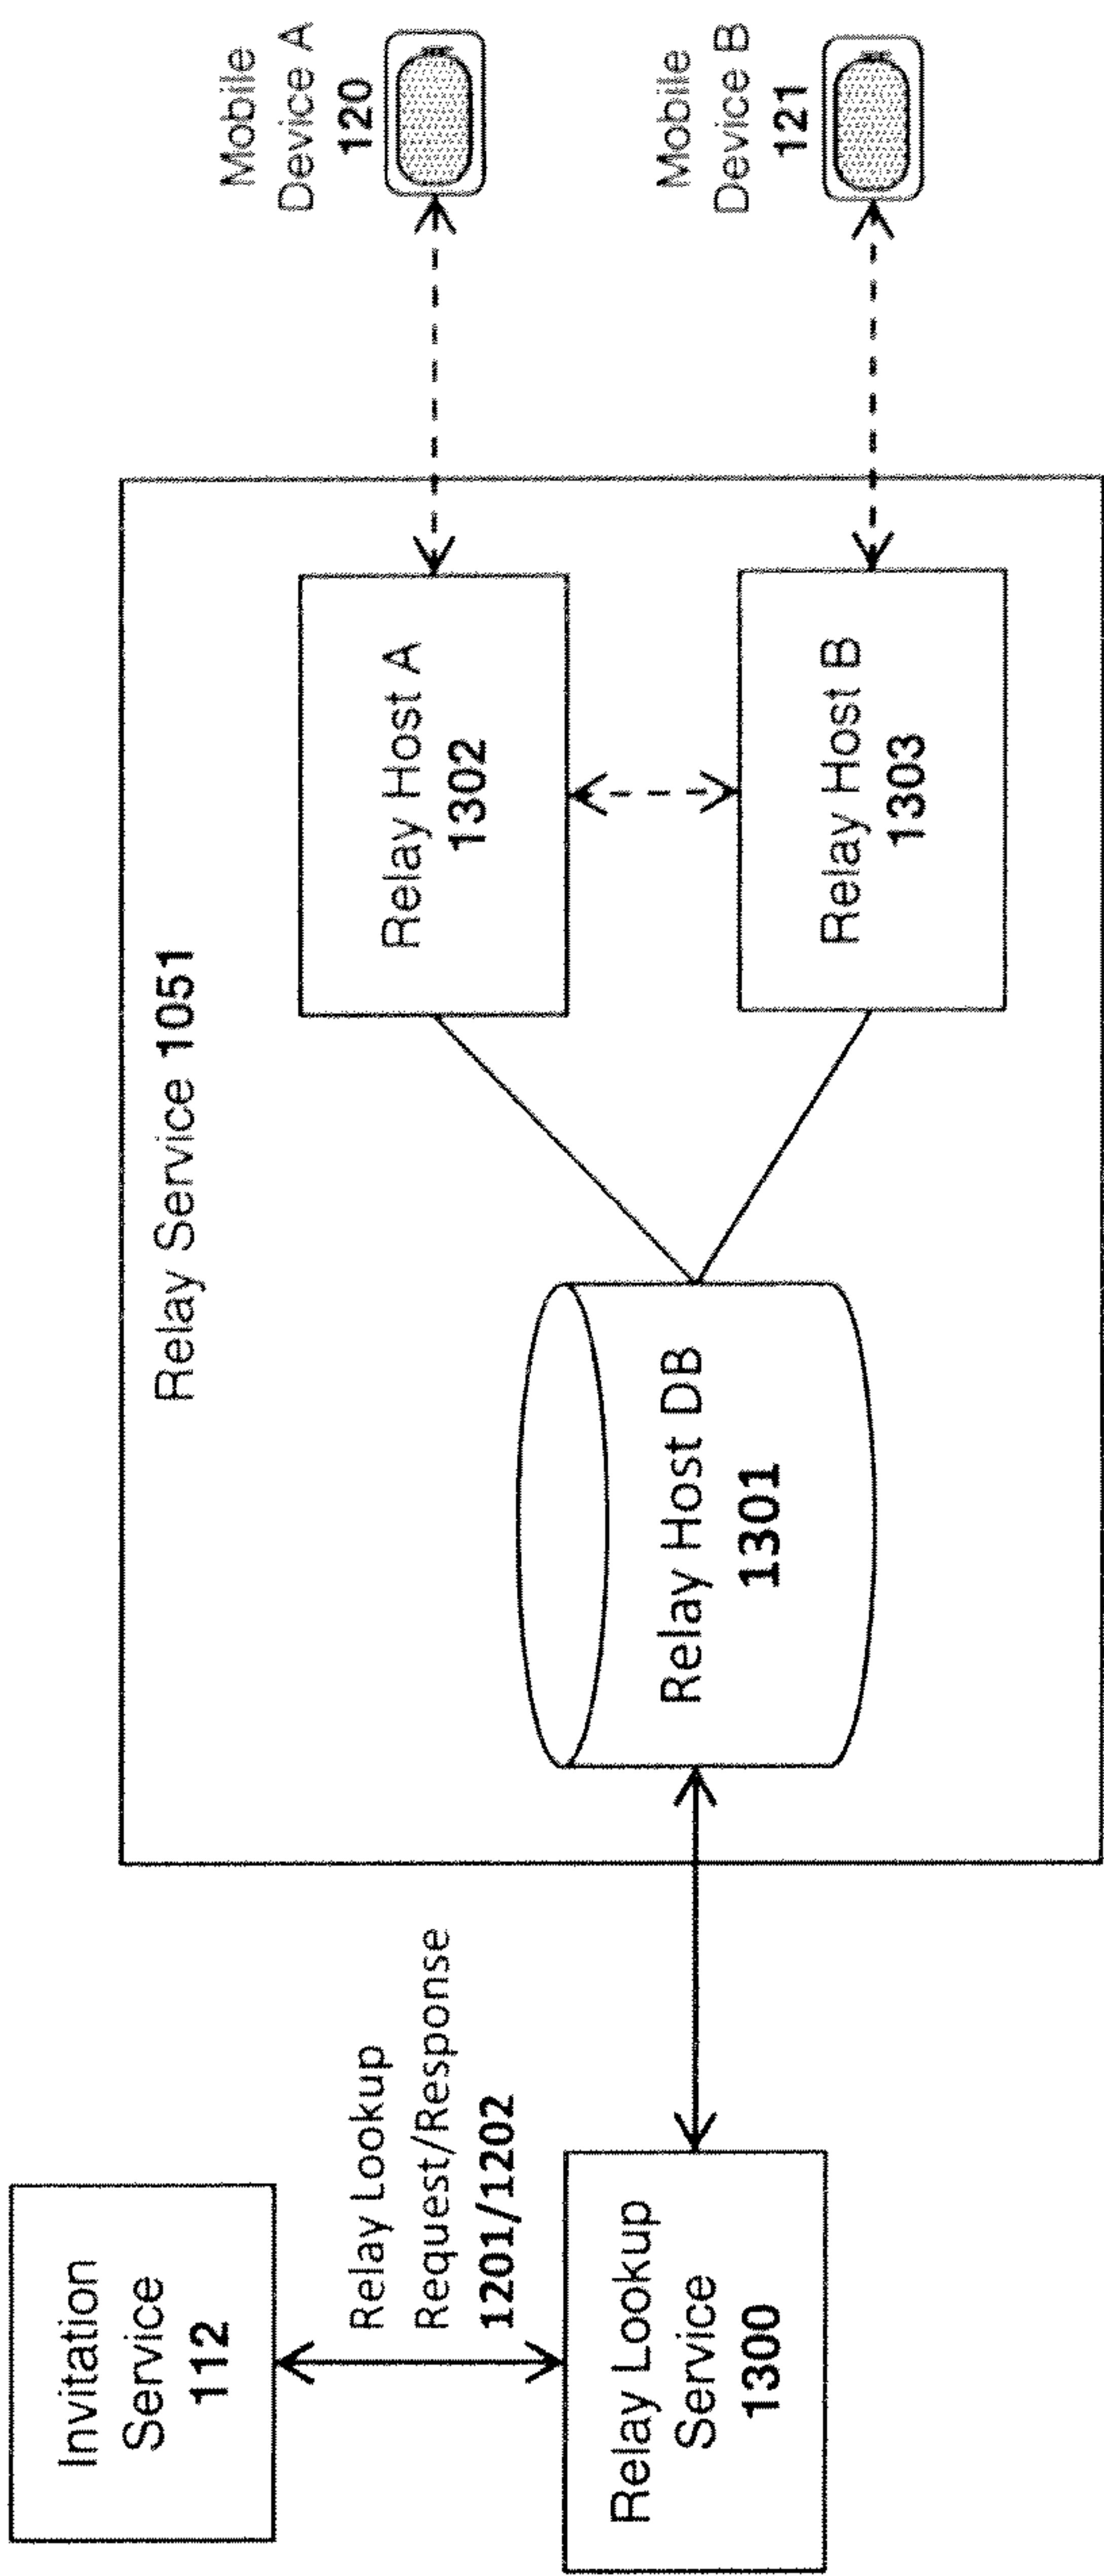 Invitation
Service
112
Relay Lookup
Request/Response
1201/1202
Relay Lookup
Service
1300
Relay Service 1051
Relay Host DB
1301
Relay Host A
1302
Relay Host B
1303
Mobile
Device A
120
Mobile
Device B
121